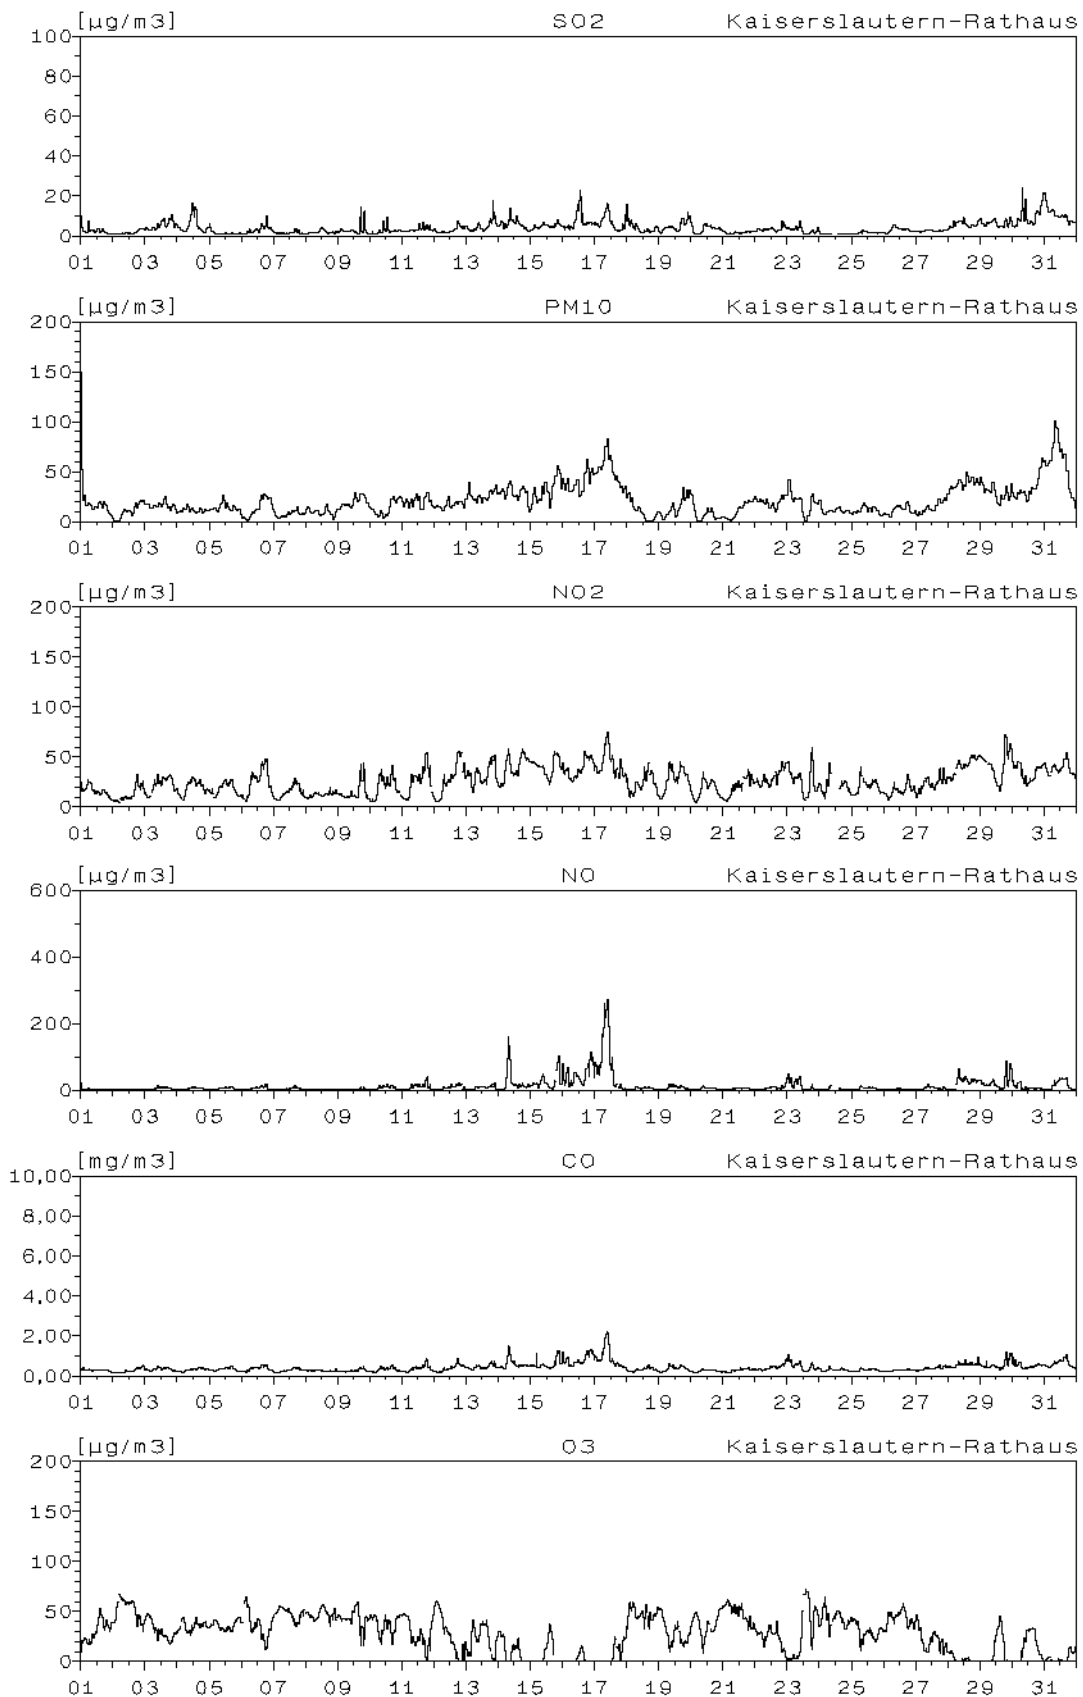 [µg/m3] SO2 Kaiserslautern-Rathaus
100
80
60
40
20
0
01 03 05 07 09 11 13 15 17 19 21 23 25 27 29 31
[µg/m3] PM10 Kaiserslautern-Rathaus
200
150
100
50
0
01 03 05 07 09 11 13 15 17 19 21 23 25 27 29 31
[µg/m3] NO2 Kaiserslautern-Rathaus
200
150
100
50
0
01 03 05 07 09 11 13 15 17 19 21 23 25 27 29 31
[µg/m3] NO Kaiserslautern-Rathaus
600
400
200
0
01 03 05 07 09 11 13 15 17 19 21 23 25 27 29 31
[mg/m3] CO Kaiserslautern-Rathaus
10,00
8,00
6,00
4,00
2,00
0,00
01 03 05 07 09 11 13 15 17 19 21 23 25 27 29 31
[µg/m3] O3 Kaiserslautern-Rathaus
200
150
100
50
0
01 03 05 07 09 11 13 15 17 19 21 23 25 27 29 31